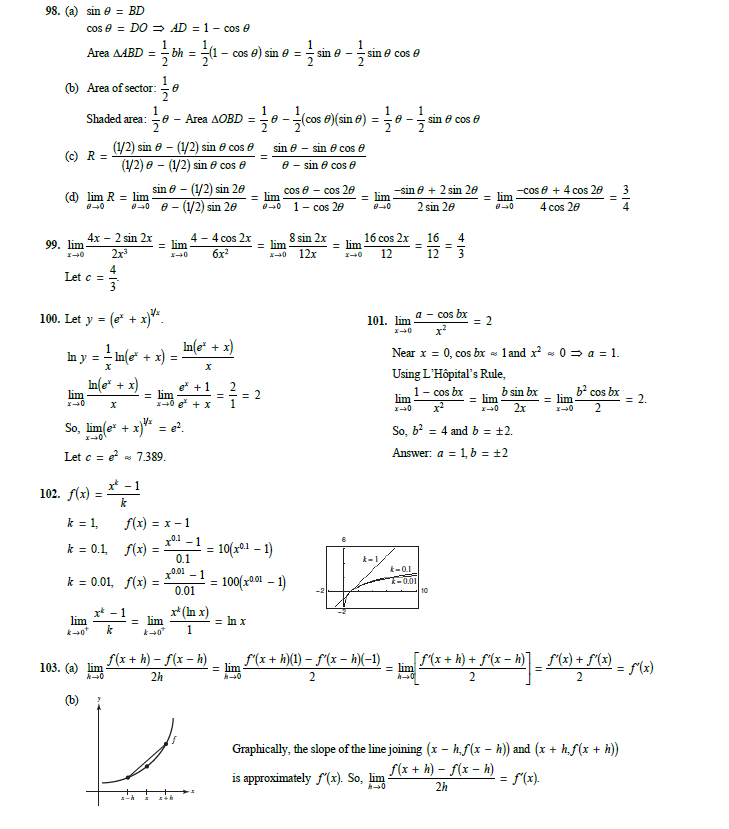 98. (a) sin θ = BD
cos θ = DO ⇒ AD = 1 − cos θ
Area ΔABD = 1/2 bh = 1/2(1 − cos θ) sin θ = 1/2 sin θ − 1/2 sin θ cos θ
(b) Area of sector: 1/2 θ
Shaded area: 1/2 θ − Area ΔOBD = 1/2 θ − 1/2(cos θ)(sin θ) = 1/2 θ − 1/2 sin θ cos θ
(c) R = ((1/2) sin θ − (1/2) sin θ cos θ)/((1/2) θ − (1/2) sin θ cos θ) = (sin θ − sin θ cos θ)/(θ − sin θ cos θ)
(d) lim θ→0 R = lim θ→0 (sin θ − (1/2) sin 2θ)/(θ − (1/2) sin 2θ) = lim θ→0 (cos θ − cos 2θ)/(1 − cos 2θ) = lim θ→0 (−sin θ + 2 sin 2θ)/(2 sin 2θ) = lim θ→0 (−cos θ + 4 cos 2θ)/(4 cos 2θ) = 3/4
99. lim x→0 (4x − 2 sin 2x)/(2x³) = lim x→0 (4 − 4 cos 2x)/(6x²) = lim x→0 (8 sin 2x)/(12x) = lim x→0 (16 cos 2x)/12 = 16/12 = 4/3
Let c = 4/3.
100. Let y = (eˣ + x)^(1/x).
ln y = 1/x ln(eˣ + x) = ln(eˣ + x)/x
lim x→0 ln(eˣ + x)/x = lim x→0 (eˣ + 1)/(eˣ + x) = 2/1 = 2
So, lim x→0 (eˣ + x)^(1/x) = e².
Let c = e² ≈ 7.389.
101. lim x→0 (a − cos bx)/x² = 2
Near x = 0, cos bx ≈ 1 and x² ≈ 0 ⇒ a = 1.
Using L'Hôpital's Rule,
lim x→0 (1 − cos bx)/x² = lim x→0 (b sin bx)/(2x) = lim x→0 (b² cos bx)/2 = 2.
So, b² = 4 and b = ±2.
Answer: a = 1, b = ±2
102. f(x) = (xᵏ − 1)/k
k = 1, f(x) = x − 1
k = 0.1, f(x) = (x^0.1 − 1)/0.1 = 10(x^0.1 − 1)
k = 0.01, f(x) = (x^0.01 − 1)/0.01 = 100(x^0.01 − 1)
lim k→0⁺ (xᵏ − 1)/k = lim k→0⁺ xᵏ(ln x)/1 = ln x
6
k=1
k=0.1
k=0.01
−2
10
−2
103. (a) lim h→0 (f(x + h) − f(x − h))/(2h) = lim h→0 (f′(x + h)(1) − f′(x − h)(−1))/2 = lim h→0 [(f′(x + h) + f′(x − h))/2] = (f′(x) + f′(x))/2 = f′(x)
(b)
y
f
x−h x x+h
x
Graphically, the slope of the line joining (x − h, f(x − h)) and (x + h, f(x + h))
is approximately f′(x). So, lim h→0 (f(x + h) − f(x − h))/(2h) = f′(x).